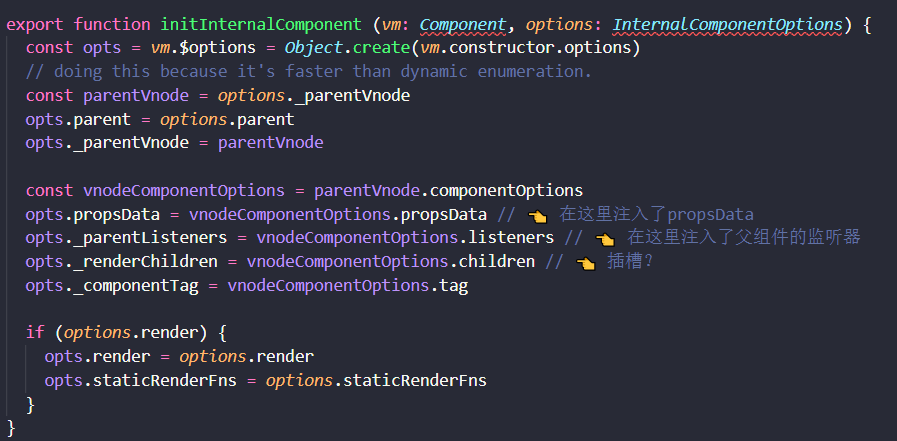 export function initInternalComponent (vm: Component, options: InternalComponentOptions) {
  const opts = vm.$options = Object.create(vm.constructor.options)
  // doing this because it's faster than dynamic enumeration.
  const parentVnode = options._parentVnode
  opts.parent = options.parent
  opts._parentVnode = parentVnode

  const vnodeComponentOptions = parentVnode.componentOptions
  opts.propsData = vnodeComponentOptions.propsData // 👈 在这里注入了propsData
  opts._parentListeners = vnodeComponentOptions.listeners // 👈 在这里注入了父组件的监听器
  opts._renderChildren = vnodeComponentOptions.children // 👈 插槽？
  opts._componentTag = vnodeComponentOptions.tag

  if (options.render) {
    opts.render = options.render
    opts.staticRenderFns = options.staticRenderFns
  }
}